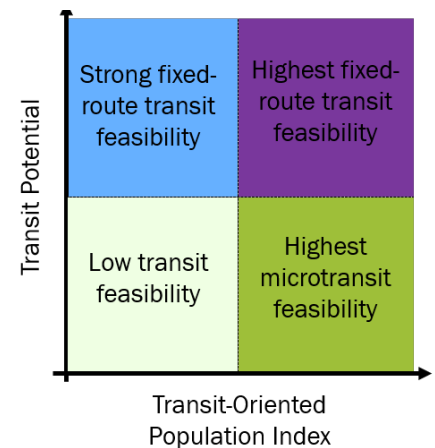 Strong fixed-
route transit
feasibility
Highest fixed-
route transit
feasibility
Transit Potential
Low transit
feasibility
Highest
microtransit
feasibility
Transit-Oriented
Population Index